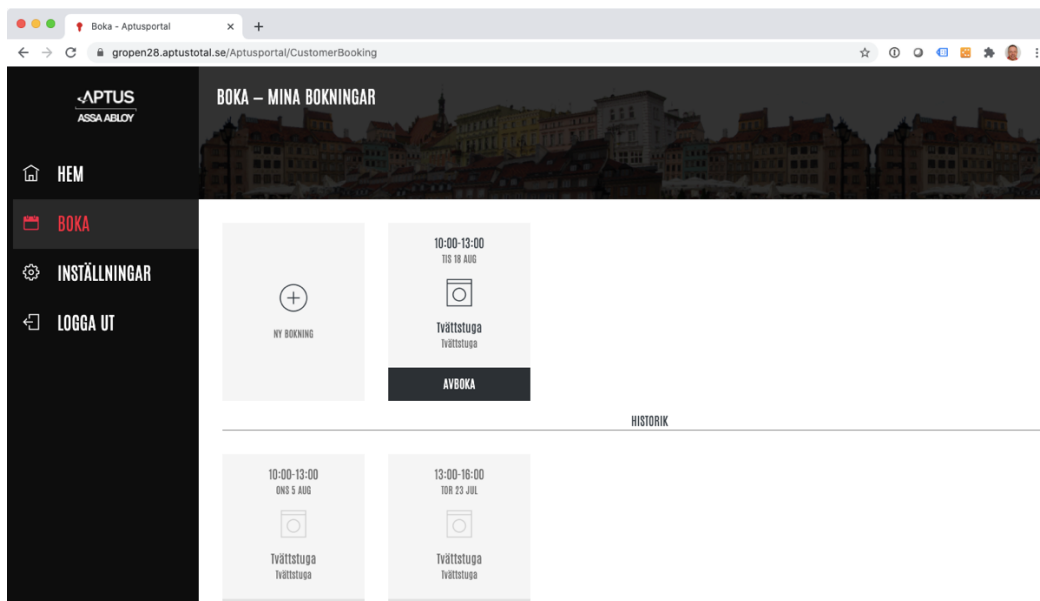 Boka - Aptusportal
gropen28.aptustotal.se/Aptusportal/CustomerBooking
APTUS
ASSA ABLOY
HEM
BOKA
INSTÄLLNINGAR
LOGGA UT
BOKA – MINA BOKNINGAR
NY BOKNING
10:00-13:00
TIS 18 AUG
Tvättstuga
Tvättstuga
AVBOKA
HISTORIK
10:00-13:00
ONS 5 AUG
Tvättstuga
Tvättstuga
13:00-16:00
TOR 23 JUL
Tvättstuga
Tvättstuga